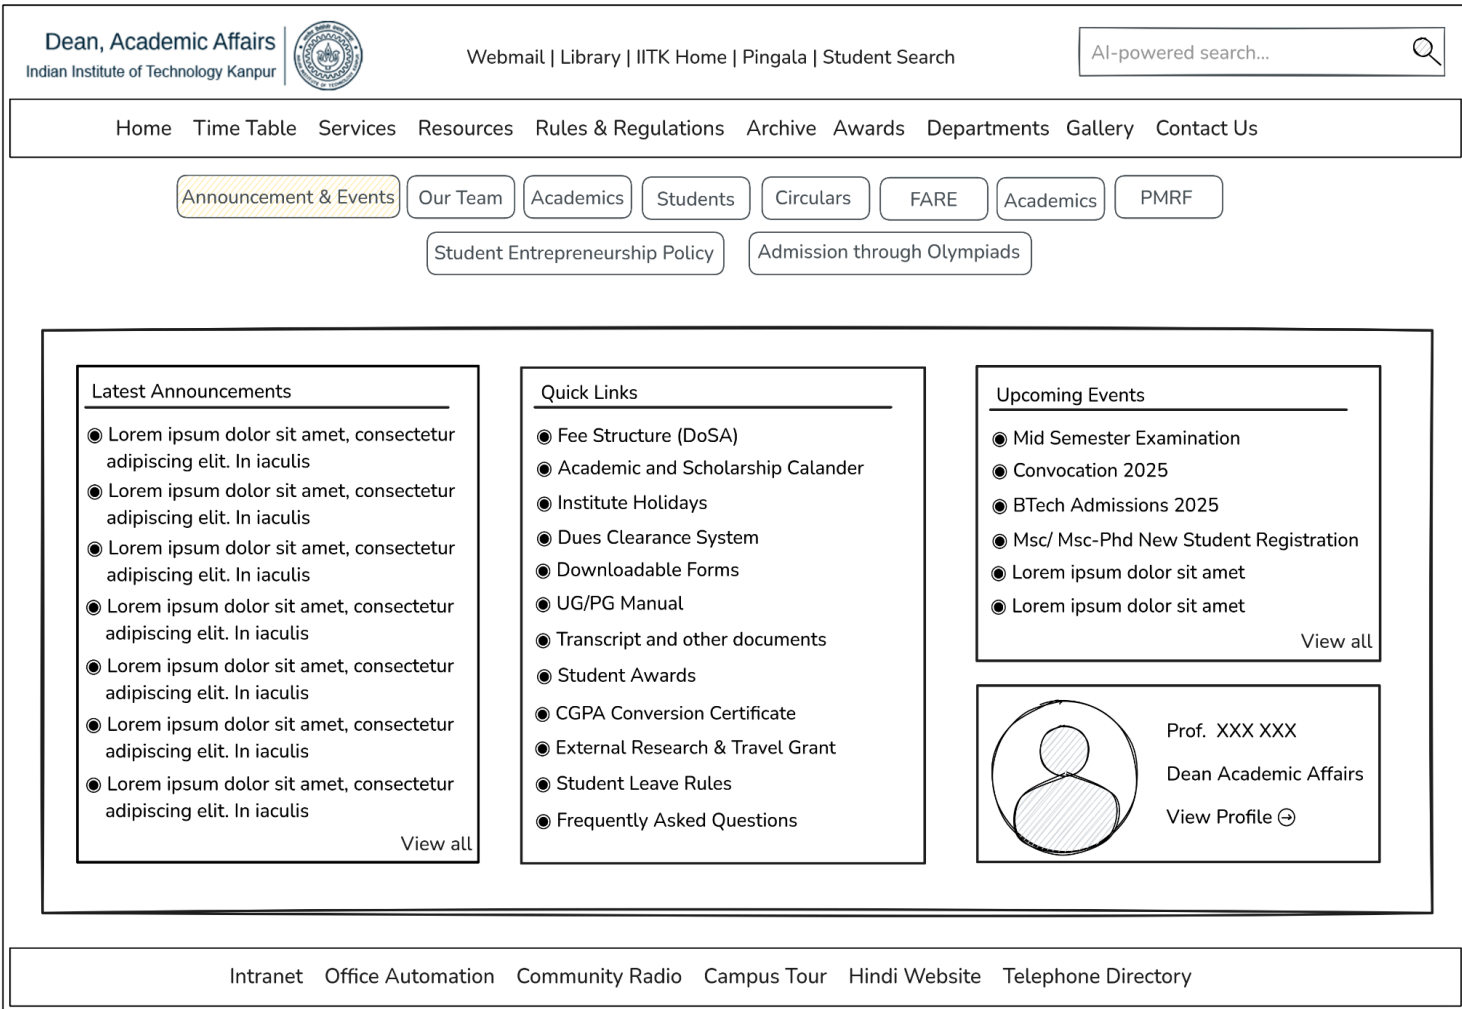 Dean, Academic Affairs
Indian Institute of Technology Kanpur
Webmail | Library | IITK Home | Pingala | Student Search
AI-powered search...
Home Time Table Services Resources Rules & Regulations Archive Awards Departments Gallery Contact Us
Announcement & Events Our Team Academics Students Circulars FARE Academics PMRF
Student Entrepreneurship Policy Admission through Olympiads
Latest Announcements
Lorem ipsum dolor sit amet, consectetur
adipiscing elit. In iaculis
Lorem ipsum dolor sit amet, consectetur
adipiscing elit. In iaculis
Lorem ipsum dolor sit amet, consectetur
adipiscing elit. In iaculis
Lorem ipsum dolor sit amet, consectetur
adipiscing elit. In iaculis
Lorem ipsum dolor sit amet, consectetur
adipiscing elit. In iaculis
Lorem ipsum dolor sit amet, consectetur
adipiscing elit. In iaculis
Lorem ipsum dolor sit amet, consectetur
adipiscing elit. In iaculis
View all
Quick Links
Fee Structure (DoSA)
Academic and Scholarship Calander
Institute Holidays
Dues Clearance System
Downloadable Forms
UG/PG Manual
Transcript and other documents
Student Awards
CGPA Conversion Certificate
External Research & Travel Grant
Student Leave Rules
Frequently Asked Questions
Upcoming Events
Mid Semester Examination
Convocation 2025
BTech Admissions 2025
Msc/ Msc-Phd New Student Registration
Lorem ipsum dolor sit amet
Lorem ipsum dolor sit amet
View all
Prof. XXX XXX
Dean Academic Affairs
View Profile
Intranet Office Automation Community Radio Campus Tour Hindi Website Telephone Directory